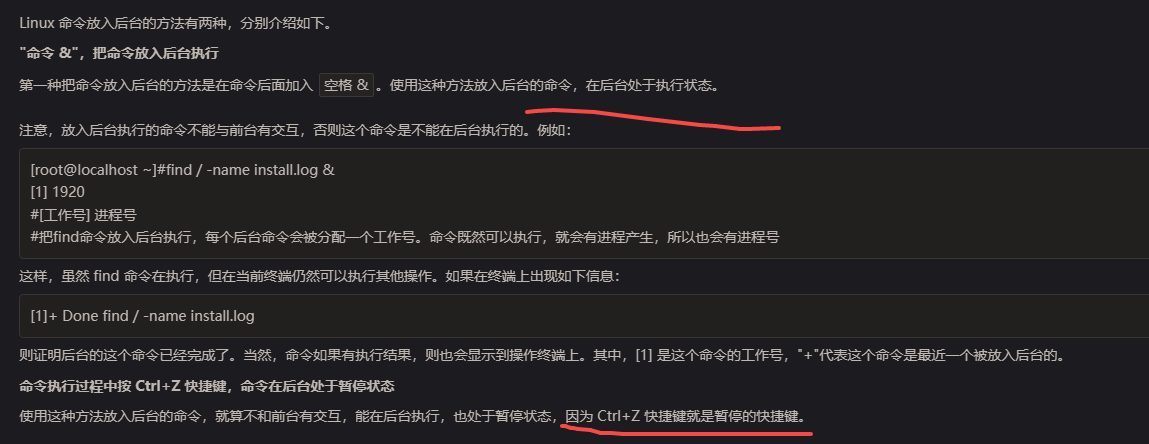 Linux 命令放入后台的方法有两种，分别介绍如下。
"命令 &"，把命令放入后台执行
第一种把命令放入后台的方法是在命令后面加入 空格 & 。使用这种方法放入后台的命令，在后台处于执行状态。
注意，放入后台执行的命令不能与前台有交互，否则这个命令是不能在后台执行的。例如：
[root@localhost ~]#find / -name install.log &
[1] 1920
#[工作号] 进程号
#把find命令放入后台执行，每个后台命令会被分配一个工作号。命令既然可以执行，就会有进程产生，所以也会有进程号
这样，虽然 find 命令在执行，但在当前终端仍然可以执行其他操作。如果在终端上出现如下信息：
[1]+ Done find / -name install.log
则证明后台的这个命令已经完成了。当然，命令如果有执行结果，则也会显示到操作终端上。其中，[1] 是这个命令的工作号，"+"代表这个命令是最近一个被放入后台的。
命令执行过程中按 Ctrl+Z 快捷键，命令在后台处于暂停状态
使用这种方法放入后台的命令，就算不和前台有交互，能在后台执行，也处于暂停状态，因为 Ctrl+Z 快捷键就是暂停的快捷键。